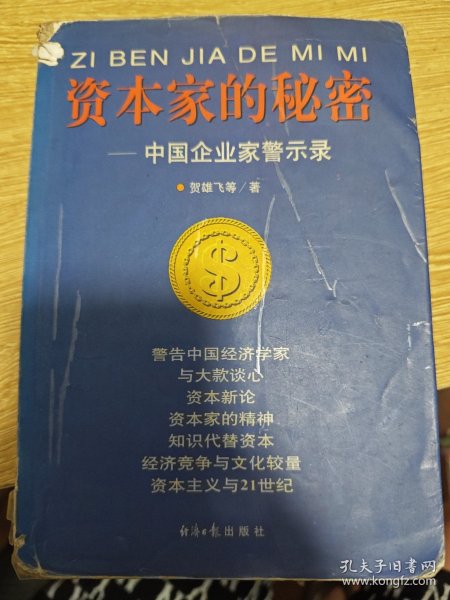 ZI BEN JIA DE MI MI
资本家的秘密
——中国企业家警示录
●贺雄飞等/著
$
警告中国经济学家
与大款谈心
资本新论
资本家的精神
知识代替资本
经济竞争与文化较量
资本主义与21世纪
经济日报出版社
孔夫子旧书网
www.kongfz.com